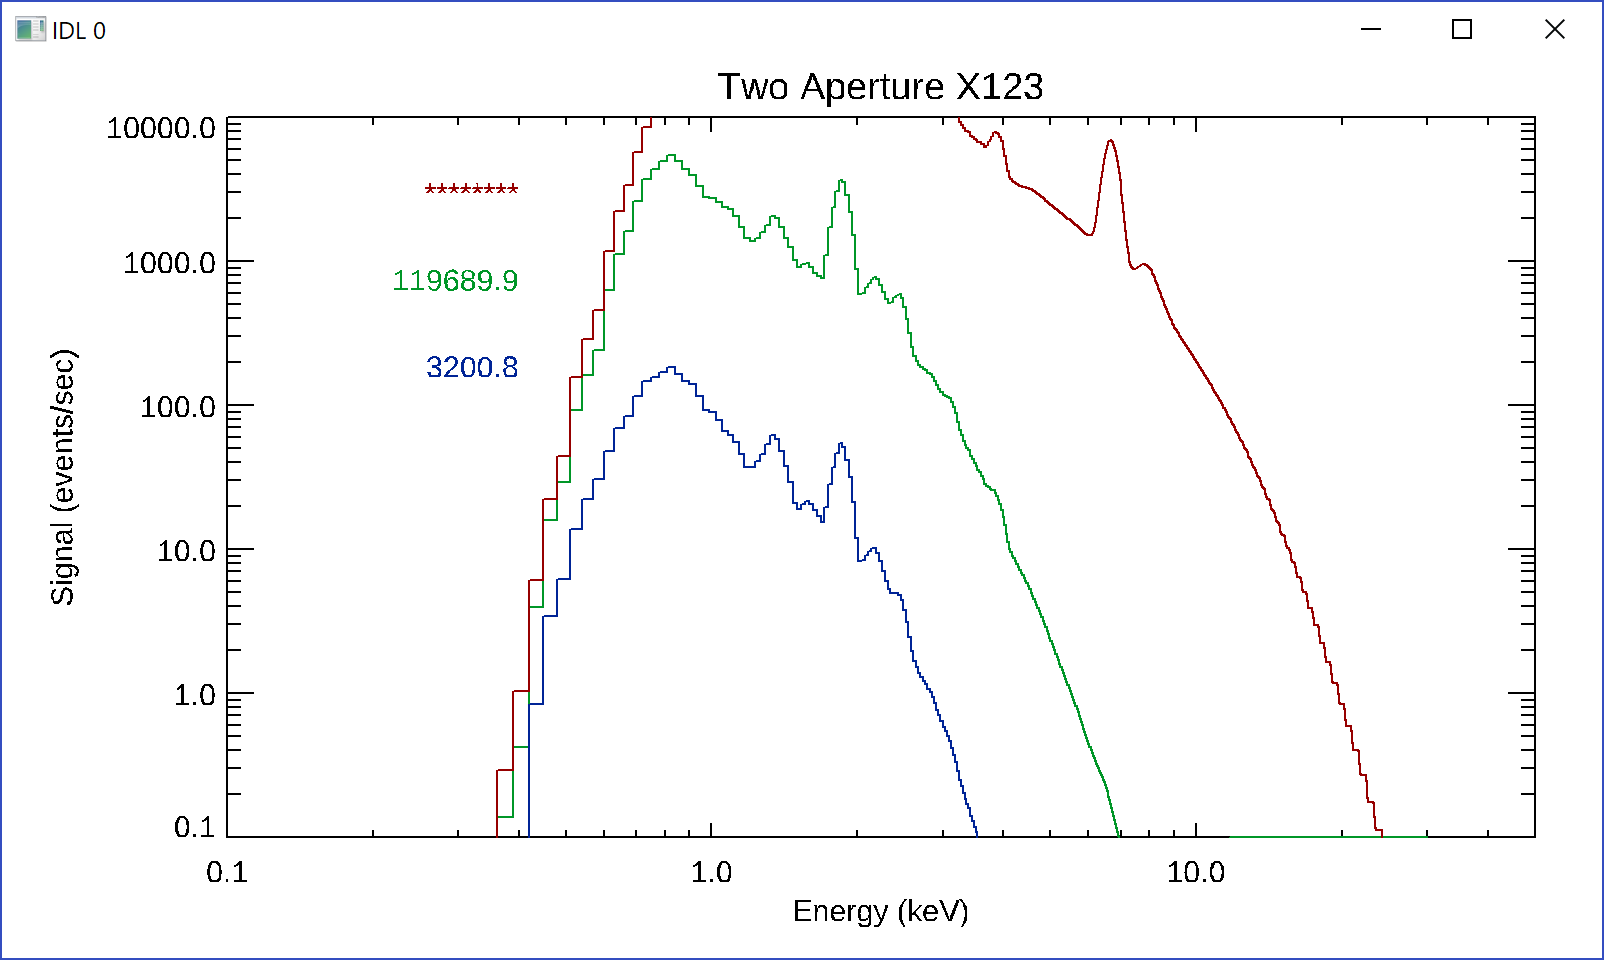 IDL 0
Two Aperture X123
10000.0
********
1000.0
119689.9
3200.8
100.0
10.0
1.0
0.1
Signal (events/sec)
0.1 1.0 10.0
Energy (keV)